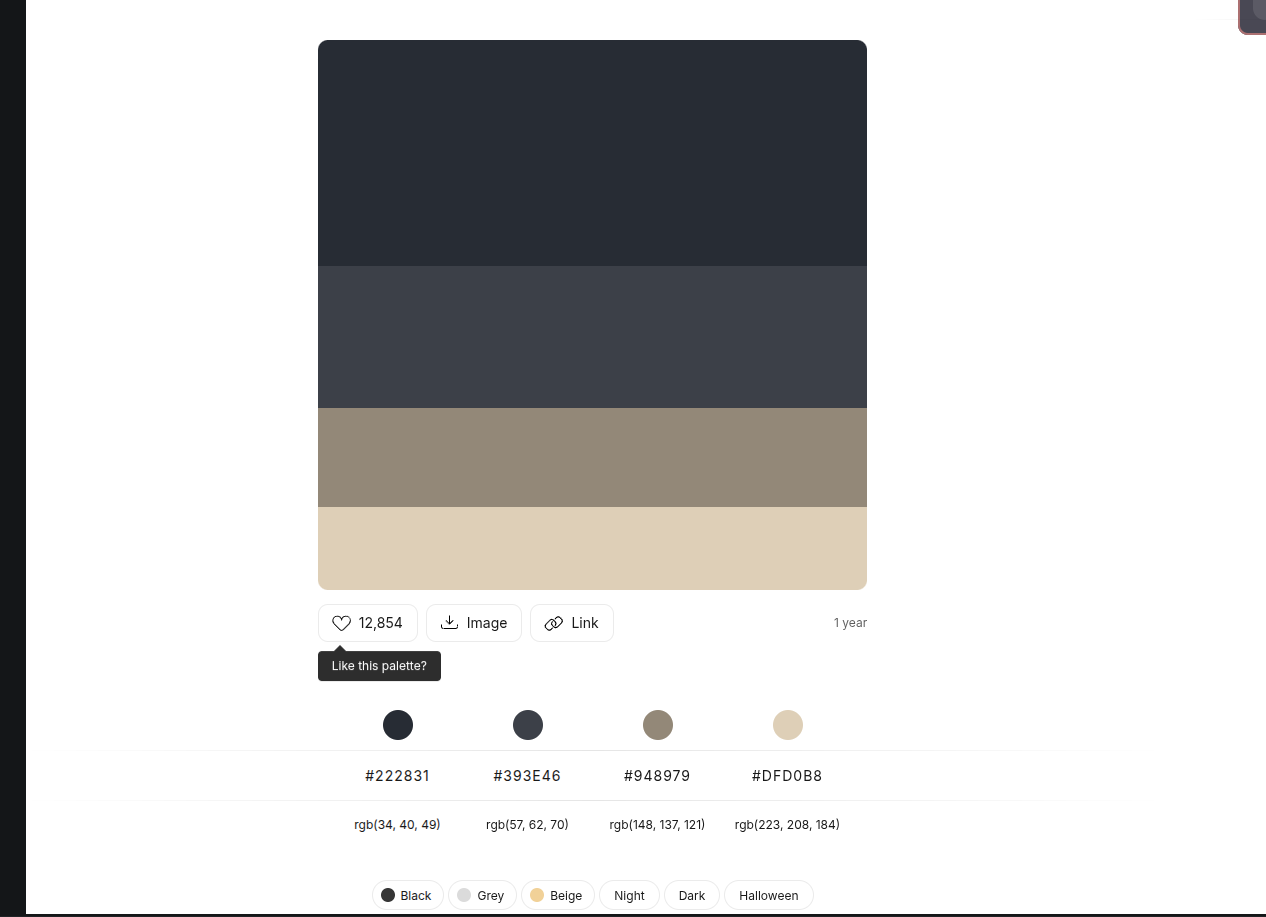 12,854 Image Link 1 year
Like this palette?
#222831 #393E46 #948979 #DFD0B8
rgb(34, 40, 49) rgb(57, 62, 70) rgb(148, 137, 121) rgb(223, 208, 184)
Black Grey Beige Night Dark Halloween